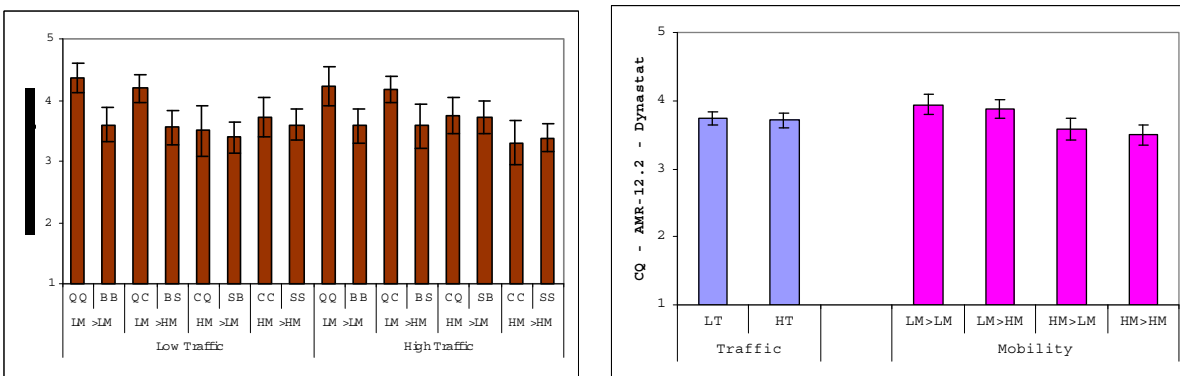 5
4
3
2
1
QQ BB QC BS CQ SB CC SS QQ BB QC BS CQ SB CC SS
LM >LM LM >HM HM >LM HM >HM LM >LM LM >HM HM >LM HM >HM
Low Traffic High Traffic
CQ - AMR-12.2 - Dynastat
5
4
3
2
1
LT HT LM>LM LM>HM HM>LM HM>HM
Traffic Mobility